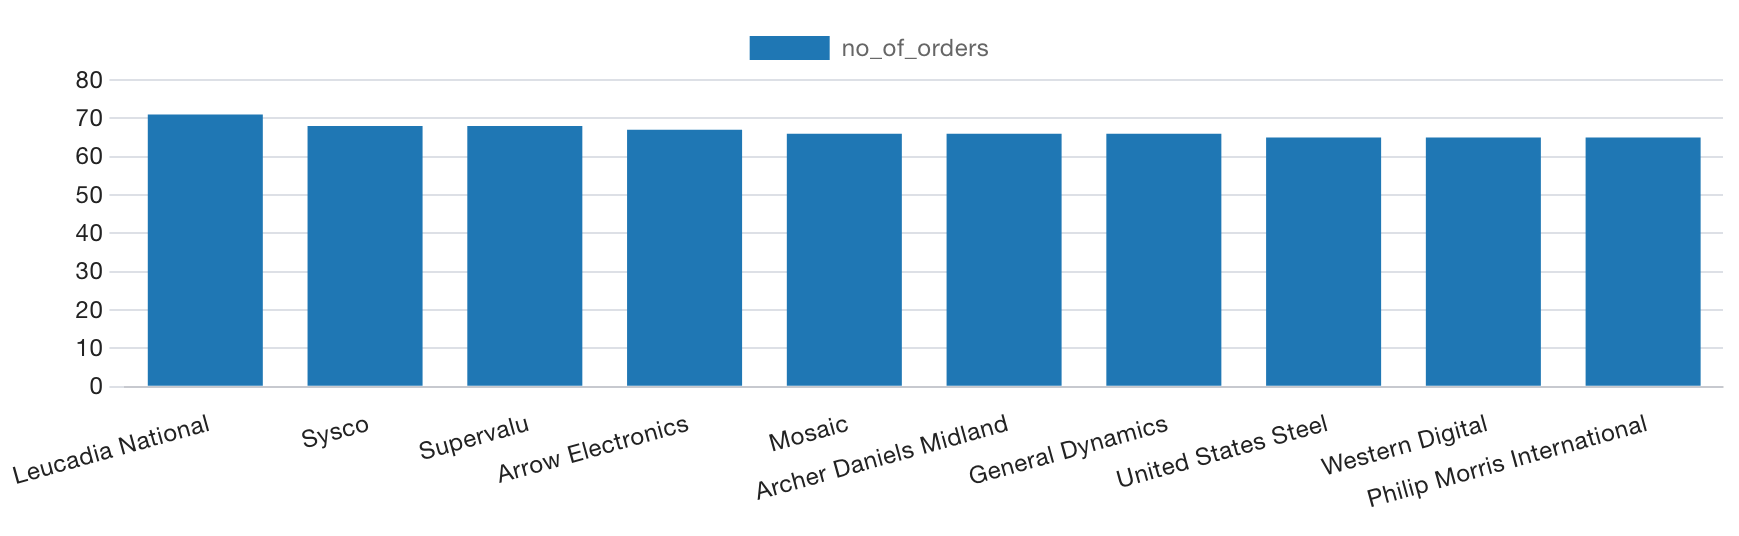 no_of_orders
80
70
60
50
40
30
20
10
0
Leucadia National
Sysco
Supervalu
Arrow Electronics
Mosaic
Archer Daniels Midland
General Dynamics
United States Steel
Western Digital
Philip Morris International